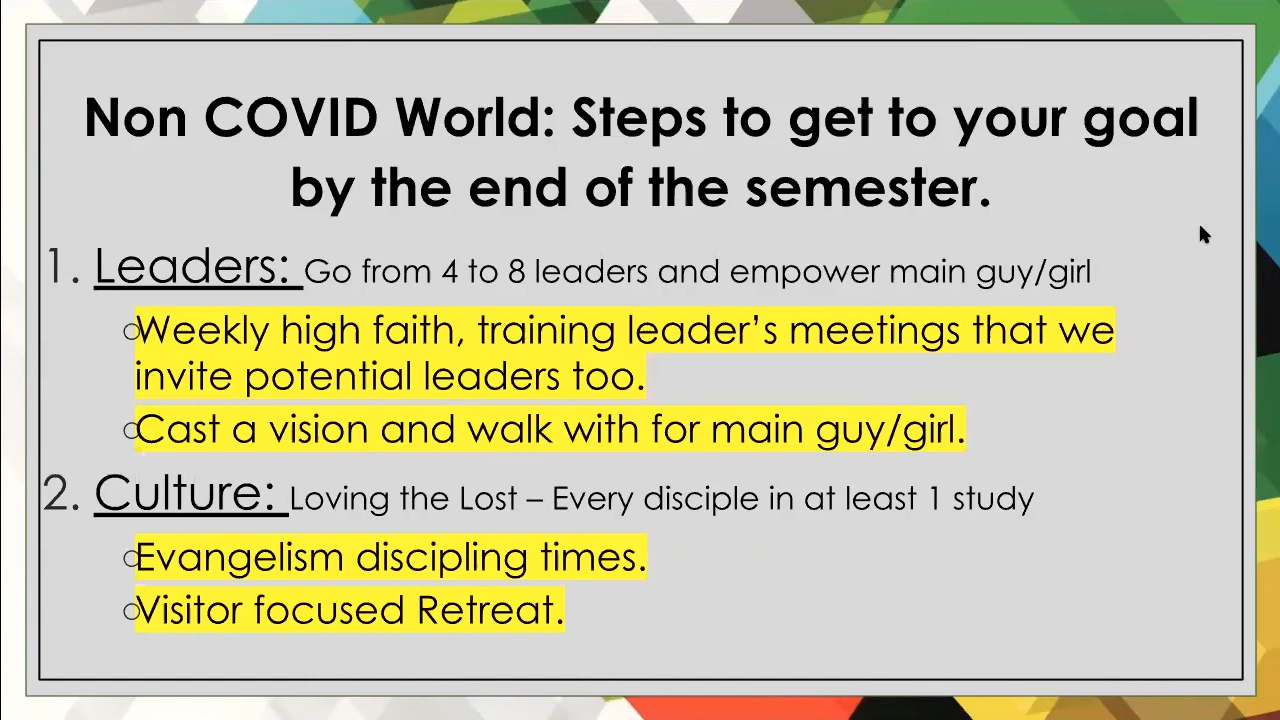 Non COVID World: Steps to get to your goal
by the end of the semester.
1. Leaders: Go from 4 to 8 leaders and empower main guy/girl
○Weekly high faith, training leader’s meetings that we
invite potential leaders too.
○Cast a vision and walk with for main guy/girl.
2. Culture: Loving the Lost – Every disciple in at least 1 study
○Evangelism discipling times.
○Visitor focused Retreat.